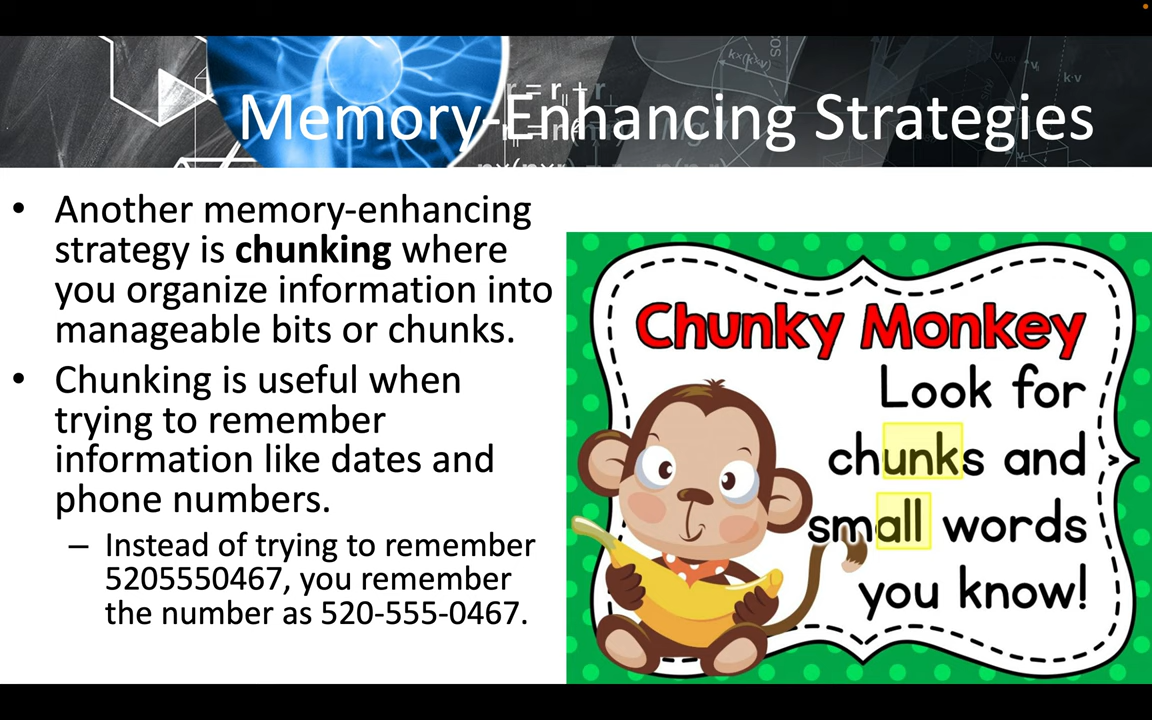 Memory-Enhancing Strategies
• Another memory-enhancing
strategy is chunking where
you organize information into
manageable bits or chunks.
• Chunking is useful when
trying to remember
information like dates and
phone numbers.
– Instead of trying to remember
5205550467, you remember
the number as 520-555-0467.
Chunky Monkey
Look for
chunks and
small words
you know!